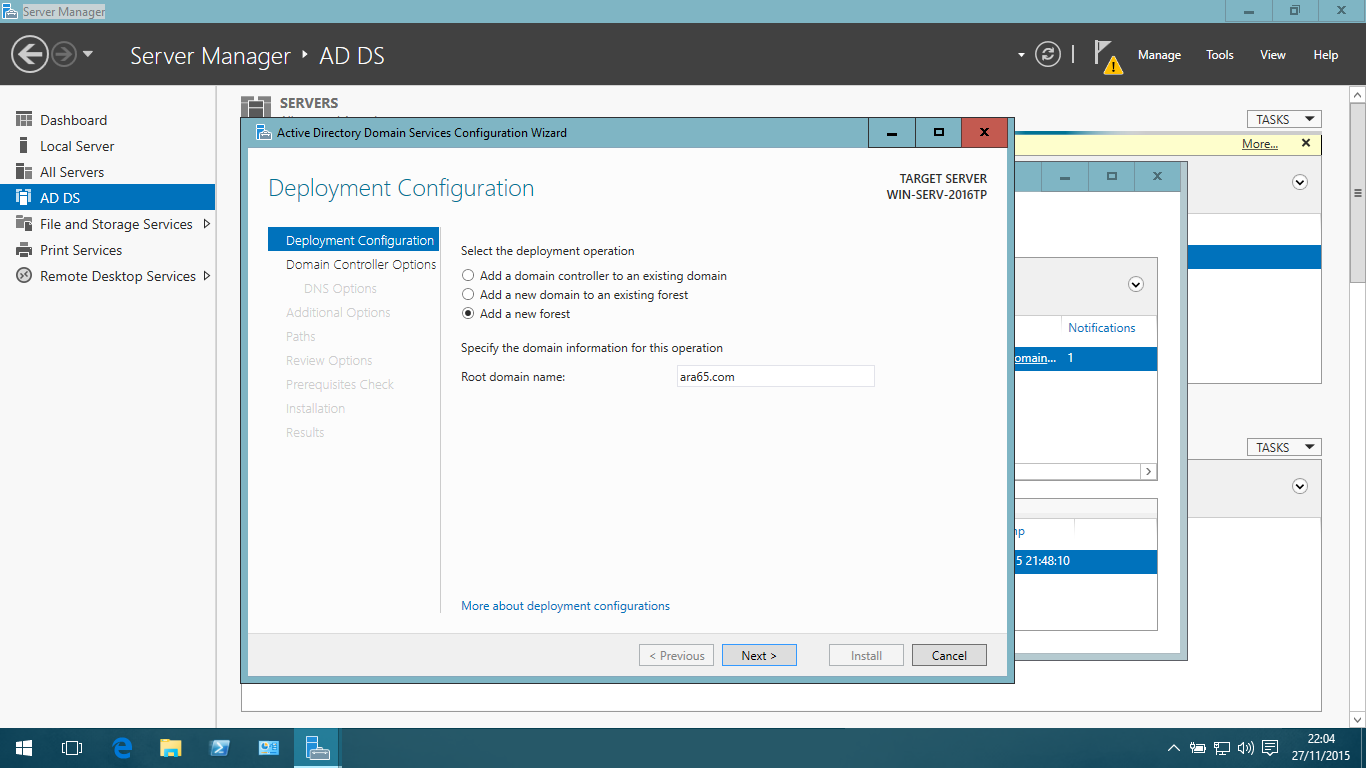 Server Manager
Server Manager ‣ AD DS
Manage
Tools
View
Help
Dashboard
Local Server
All Servers
AD DS
File and Storage Services
Print Services
Remote Desktop Services
SERVERS
TASKS
More...
Active Directory Domain Services Configuration Wizard
Deployment Configuration
TARGET SERVER
WIN-SERV-2016TP
Deployment Configuration
Domain Controller Options
DNS Options
Additional Options
Paths
Review Options
Prerequisites Check
Installation
Results
Select the deployment operation
Add a domain controller to an existing domain
Add a new domain to an existing forest
Add a new forest
Specify the domain information for this operation
Root domain name:
ara65.com
More about deployment configurations
< Previous
Next >
Install
Cancel
Notifications
omain...
1
TASKS
mp
5 21:48:10
22:04
27/11/2015